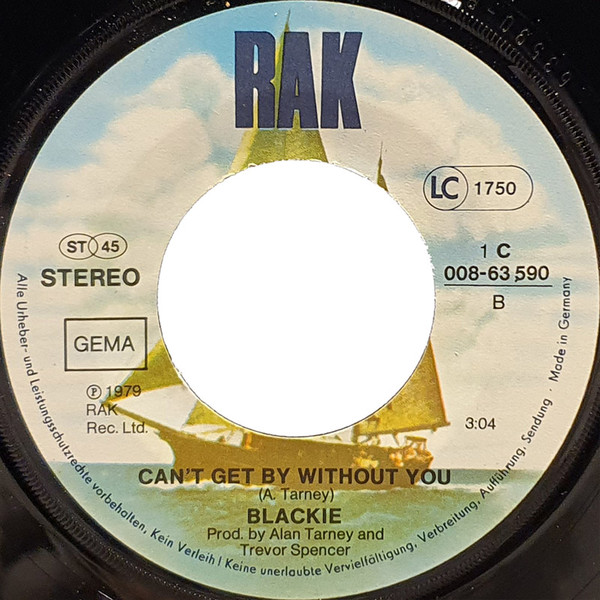 RAK
LC 1750
ST 45
STEREO
1 C
008-63 590
B
GEMA
℗ 1979
RAK
Rec. Ltd.
3:04
CAN'T GET BY WITHOUT YOU
(A. Tarney)
BLACKIE
Prod. by Alan Tarney and
Trevor Spencer
Alle Urheber- und Leistungsschutzrechte vorbehalten, Kein Verleih! Keine unerlaubte Vervielfältigung, Verbreitung, Aufführung, Sendung · Made in Germany